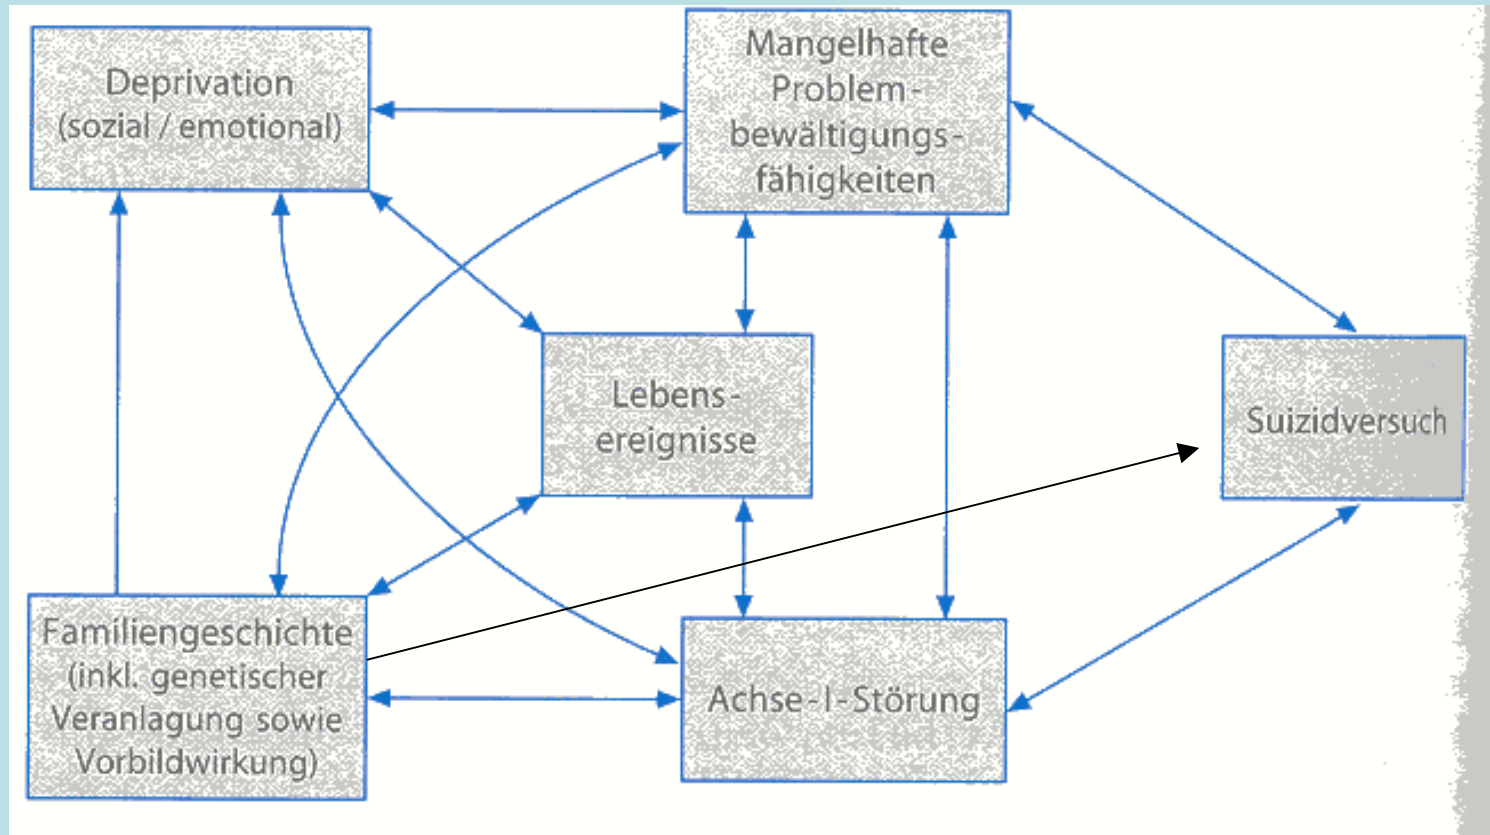 Deprivation
(sozial / emotional)
Mangelhafte
Problem-
bewältigungs-
fähigkeiten
Lebens-
ereignisse
Suizidversuch
Familiengeschichte
(inkl. genetischer
Veranlagung sowie
Vorbildwirkung)
Achse-I-Störung